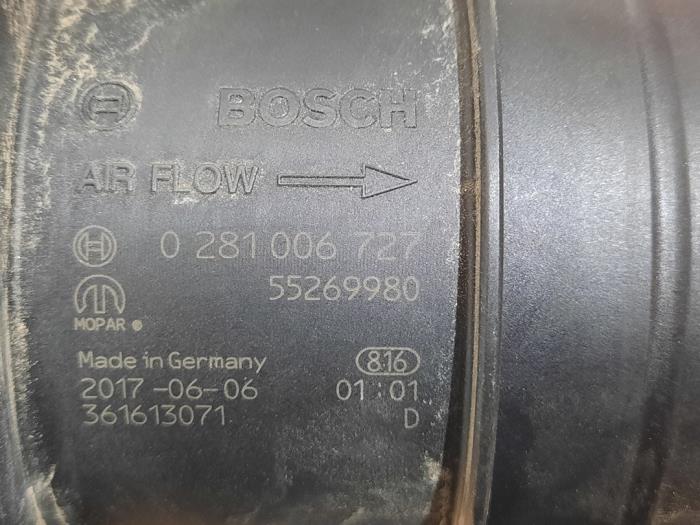 BOSCH
AIR FLOW
0 281 006 727
55269980
MOPAR ®
Made in Germany 816
2017-06-06 01:01
361613071 D